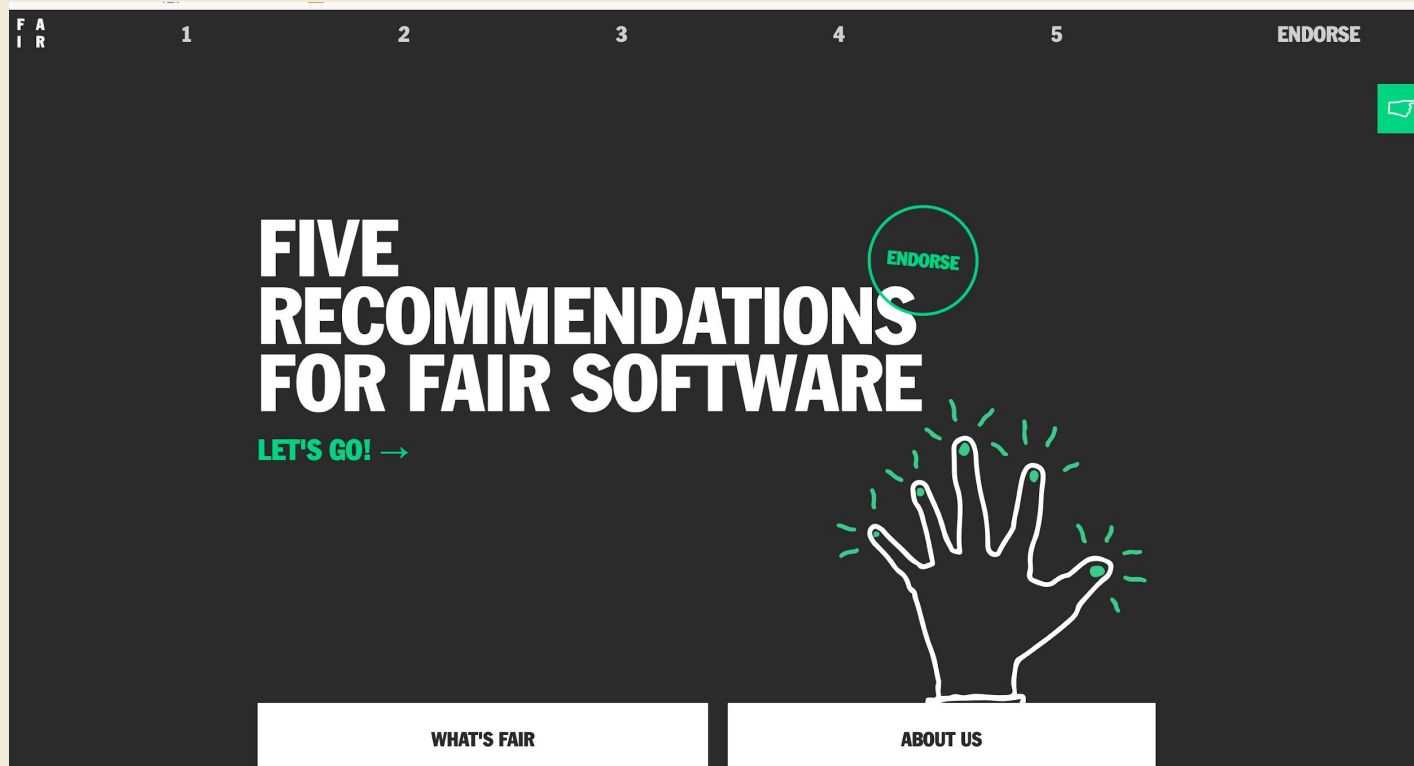 F A
I R
1
2
3
4
5
ENDORSE
FIVE
RECOMMENDATIONS
FOR FAIR SOFTWARE
ENDORSE
LET'S GO! →
WHAT'S FAIR
ABOUT US